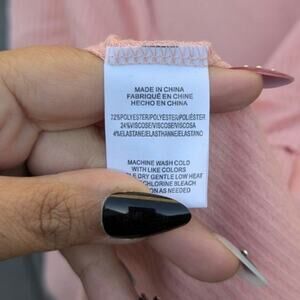 MADE IN CHINA
FABRIQUÉ EN CHINE
HECHO EN CHINA
72%POLYESTER/POLYESTER/POLIÉSTER
24%VISCOSE/VISCOSE/VISCOSA
4%ELASTANE/ELASTHANNE/ELASTANO
MACHINE WASH COLD
WITH LIKE COLORS
DRY GENTLE LOW HEAT
CHLORINE BLEACH
AS NEEDED